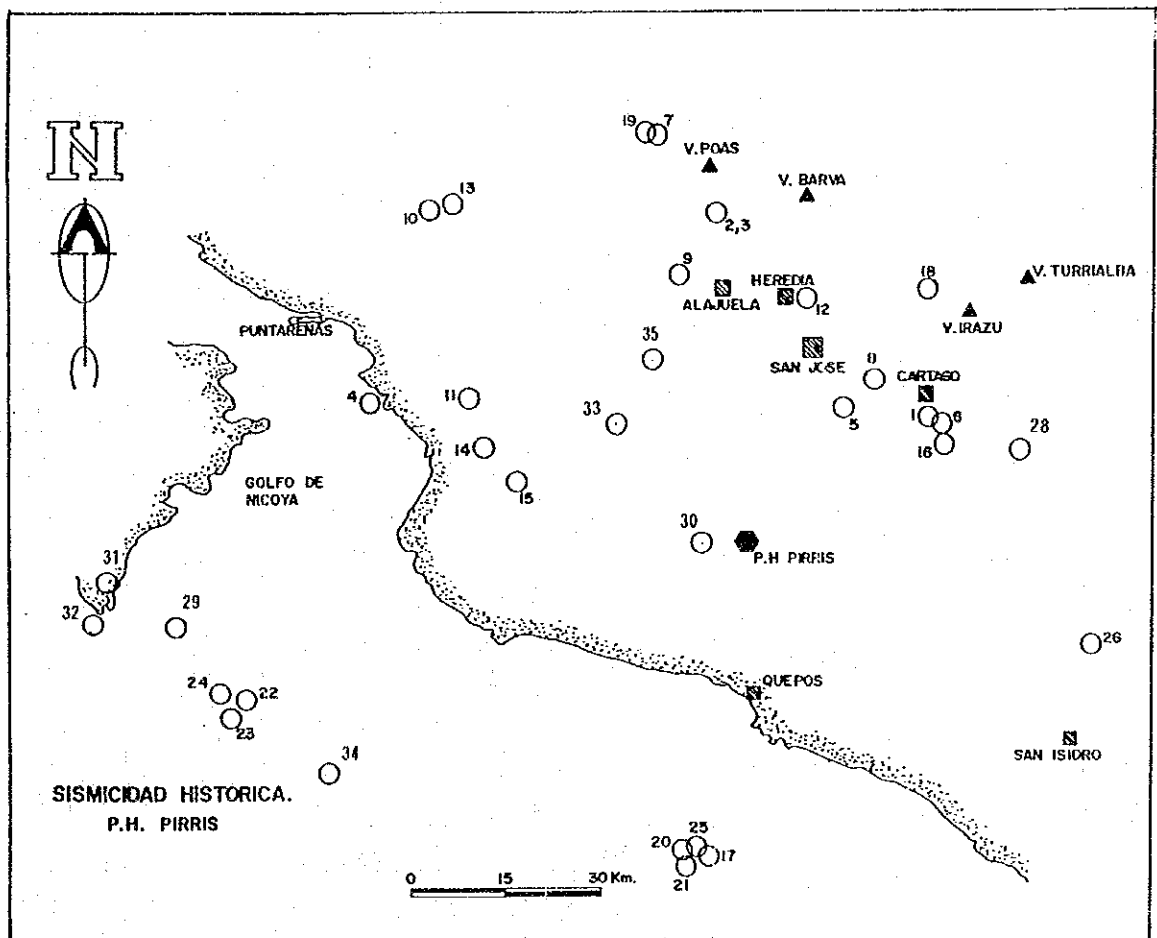 N
19
7
V. POAS
V. BARVA
10
13
2,3
9
HEREDIA
18
V. TURRIALBA
ALAJUELA
12
V. IRAZU
PUNTARENAS
35
SAN JOSE
8
CARTAGO
4
11
33
5
1
6
28
14
16
GOLFO DE
NICOYA
15
30
P.H PIRRIS
31
32
29
26
24
22
QUEPOS
23
SAN ISIDRO
34
SISMICIDAD HISTORICA.
P.H. PIRRIS
20
25
17
21
0
15
30 Km.